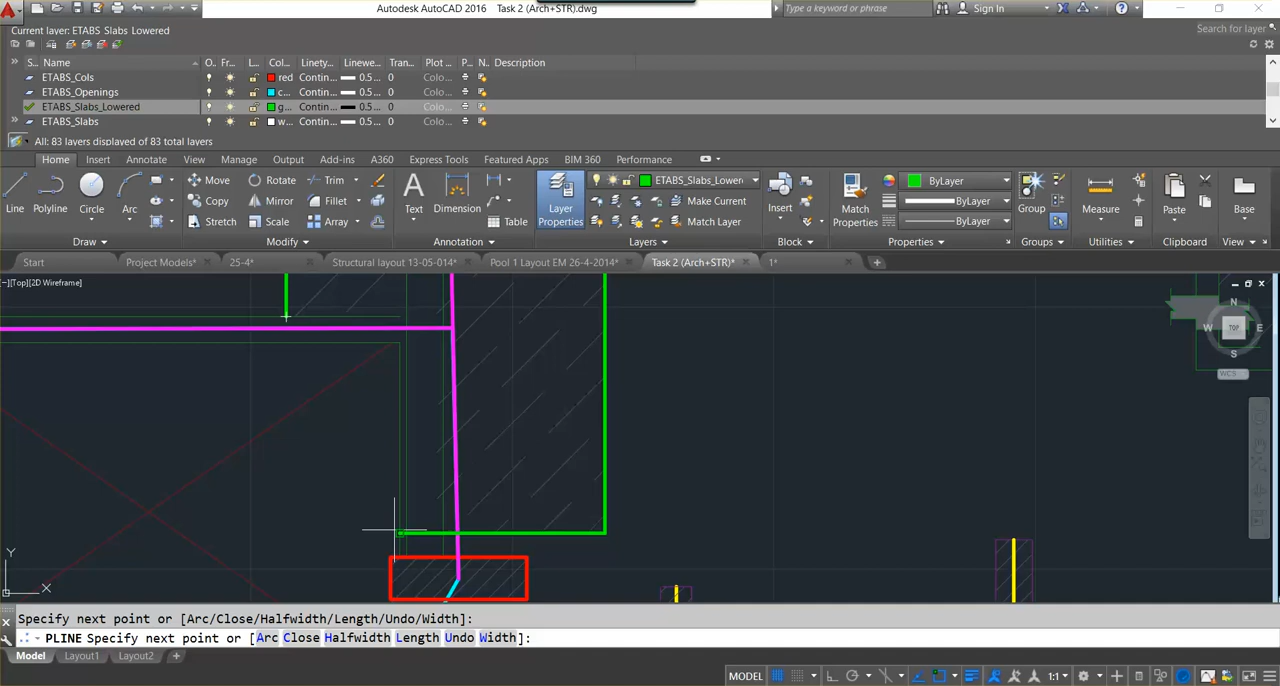 Autodesk AutoCAD 2016 Task 2 (Arch+STR).dwg
Type a keyword or phrase
Sign In
Current layer: ETABS_Slabs_Lowered
Search for layer
S.. Name O. Fr... L... Col... Linety... Linewe... Tran... Plot ... P... N.. Description
ETABS_Cols red Contin... 0.5... 0 Colo...
ETABS_Openings c... Contin... 0.5... 0 Colo...
ETABS_Slabs_Lowered g... Contin... 0.5... 0 Colo...
ETABS_Slabs w... Contin... 0.5... 0 Colo...
All: 83 layers displayed of 83 total layers
Home Insert Annotate View Manage Output Add-ins A360 Express Tools Featured Apps BIM 360 Performance
Line Polyline Circle Arc
Move Rotate Trim
Copy Mirror Fillet
Stretch Scale Array
Text Dimension Table
Layer Properties
ETABS_Slabs_Lower
Make Current
Match Layer
Insert
Match Properties
ByLayer
ByLayer
ByLayer
Group Measure Paste Base
Draw Modify Annotation Layers Block Properties Groups Utilities Clipboard View
Start Project Models* 25-4* Structural layout 13-05-014* Pool 1 Layout EM 26-4-2014* Task 2 (Arch+STR)* 1*
[−][Top][2D Wireframe]
N
W TOP E
S
WCS
Y
X
Specify next point or [Arc/Close/Halfwidth/Length/Undo/Width]:
PLINE Specify next point or [Arc Close Halfwidth Length Undo Width]:
Model Layout1 Layout2 +
MODEL 1:1